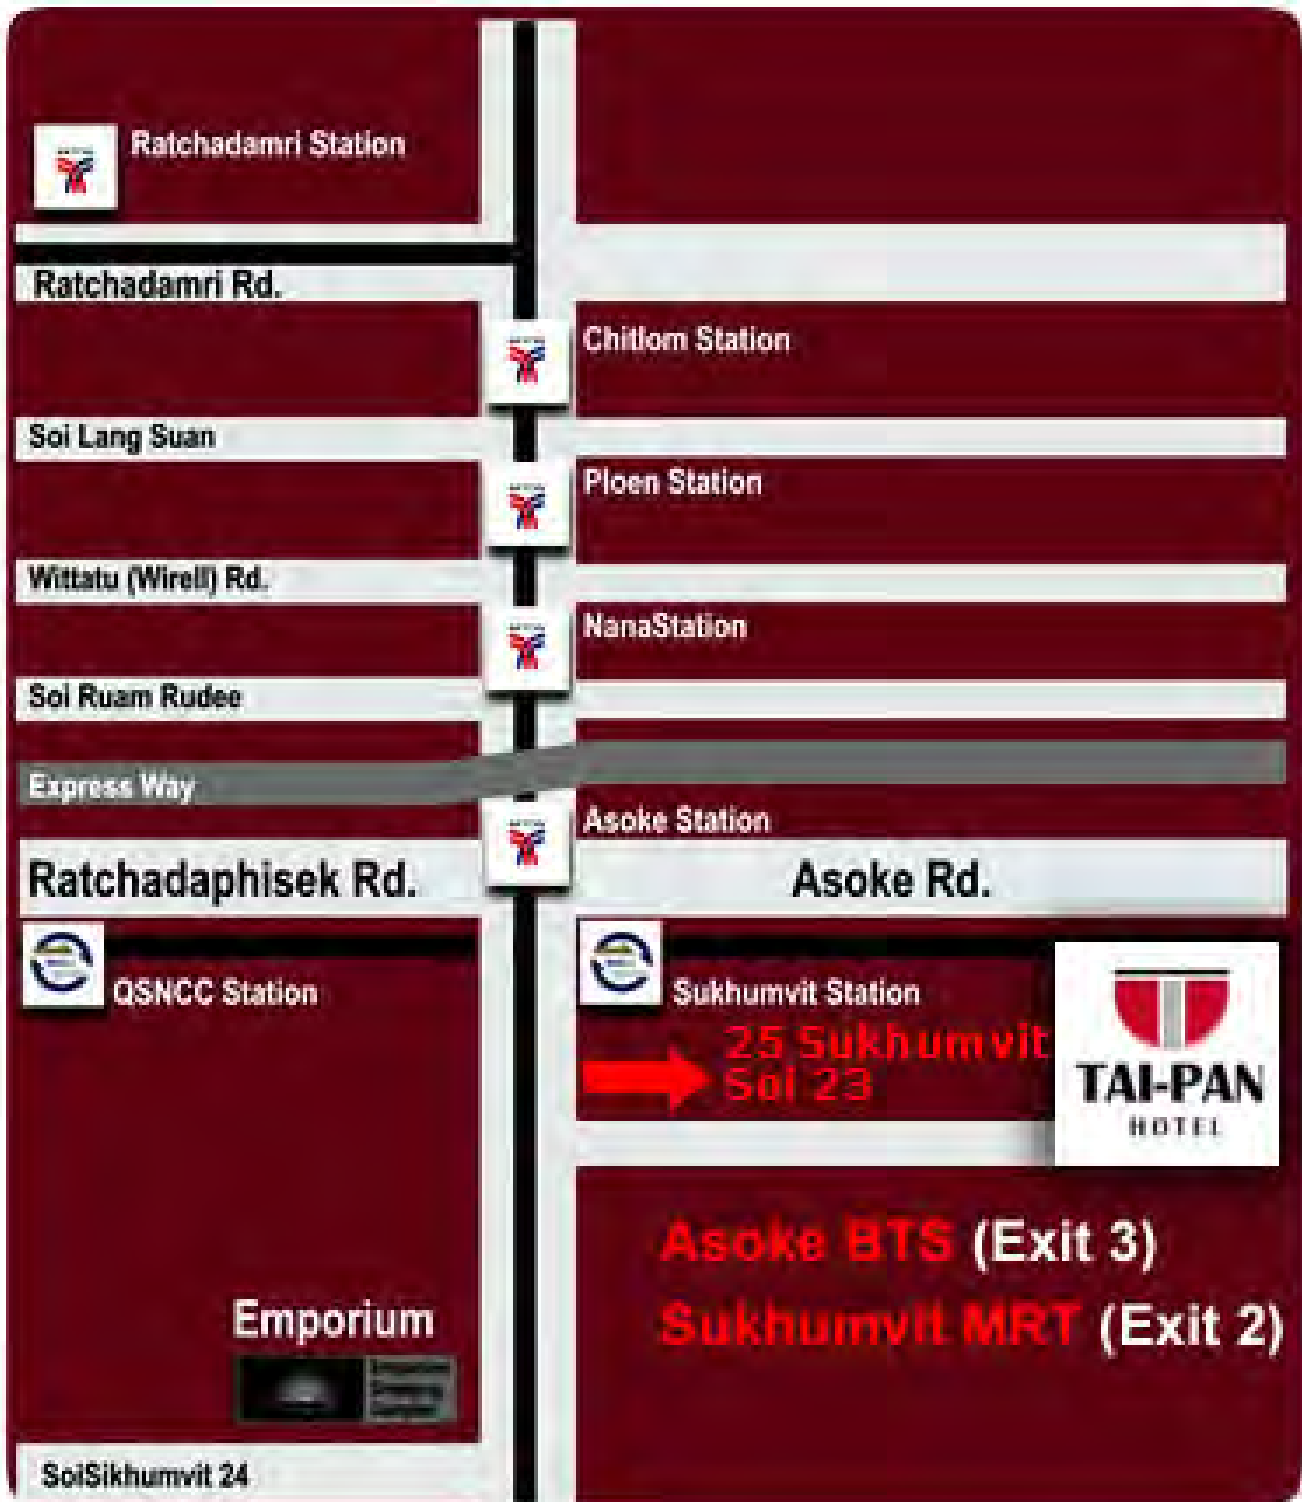 Ratchadamri Station
Ratchadamri Rd.
Chitlom Station
Soi Lang Suan
Ploen Station
Wittatu (Wirell) Rd.
NanaStation
Soi Ruam Rudee
Express Way
Asoke Station
Ratchadaphisek Rd.
Asoke Rd.
QSNCC Station
Sukhumvit Station
25 Sukhumvit
Soi 23
TAI-PAN
HOTEL
Asoke BTS (Exit 3)
Sukhumvit MRT (Exit 2)
Emporium
SoiSikhumvit 24